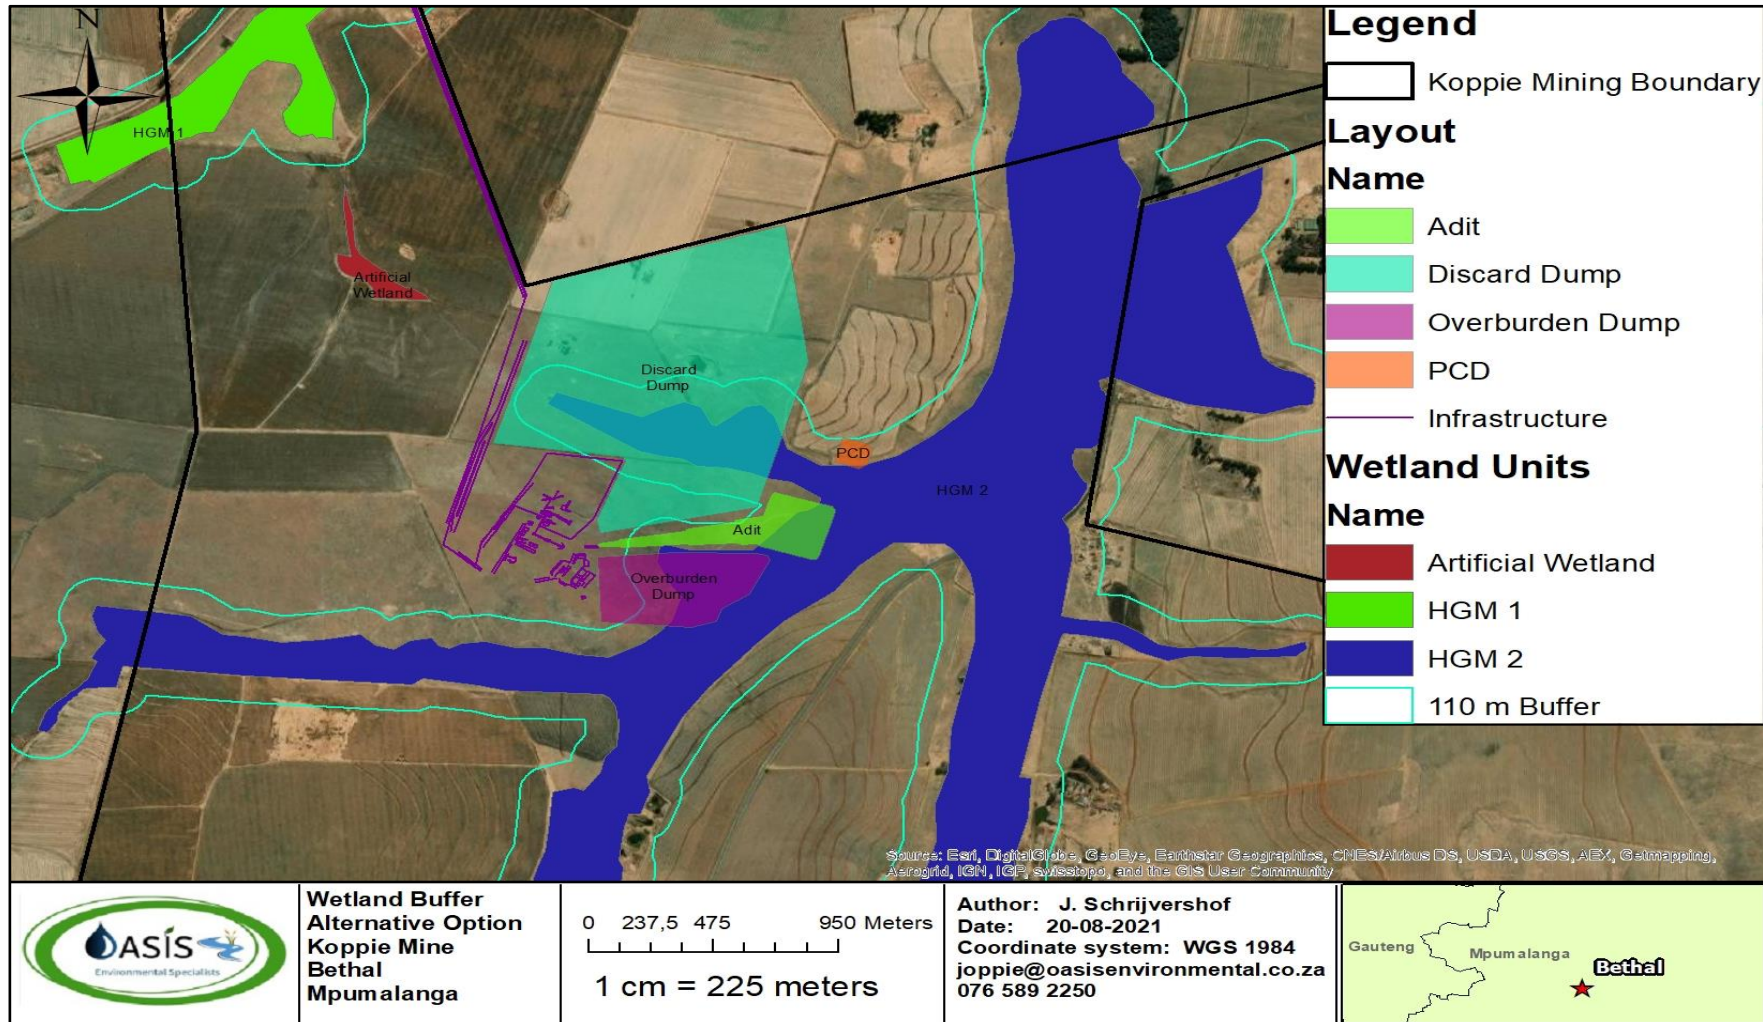 N
HGM 1
Artificial
Wetland
Discard
Dump
PCD
HGM 2
Adit
Overburden
Dump
Legend
Koppie Mining Boundary
Layout
Name
Adit
Discard Dump
Overburden Dump
PCD
Infrastructure
Wetland Units
Name
Artificial Wetland
HGM 1
HGM 2
110 m Buffer
Source: Esri, DigitalGlobe, GeoEye, Earthstar Geographics, CNES/Airbus DS, USDA, USGS, AEX, Getmapping,
Aerogrid, IGN, IGP, swisstopo, and the GIS User Community
OASIS
Environmental Specialists
Wetland Buffer
Alternative Option
Koppie Mine
Bethal
Mpumalanga
0 237,5 475 950 Meters
1 cm = 225 meters
Author: J. Schrijvershof
Date: 20-08-2021
Coordinate system: WGS 1984
joppie@oasisenvironmental.co.za
076 589 2250
Gauteng
Mpumalanga
Bethal